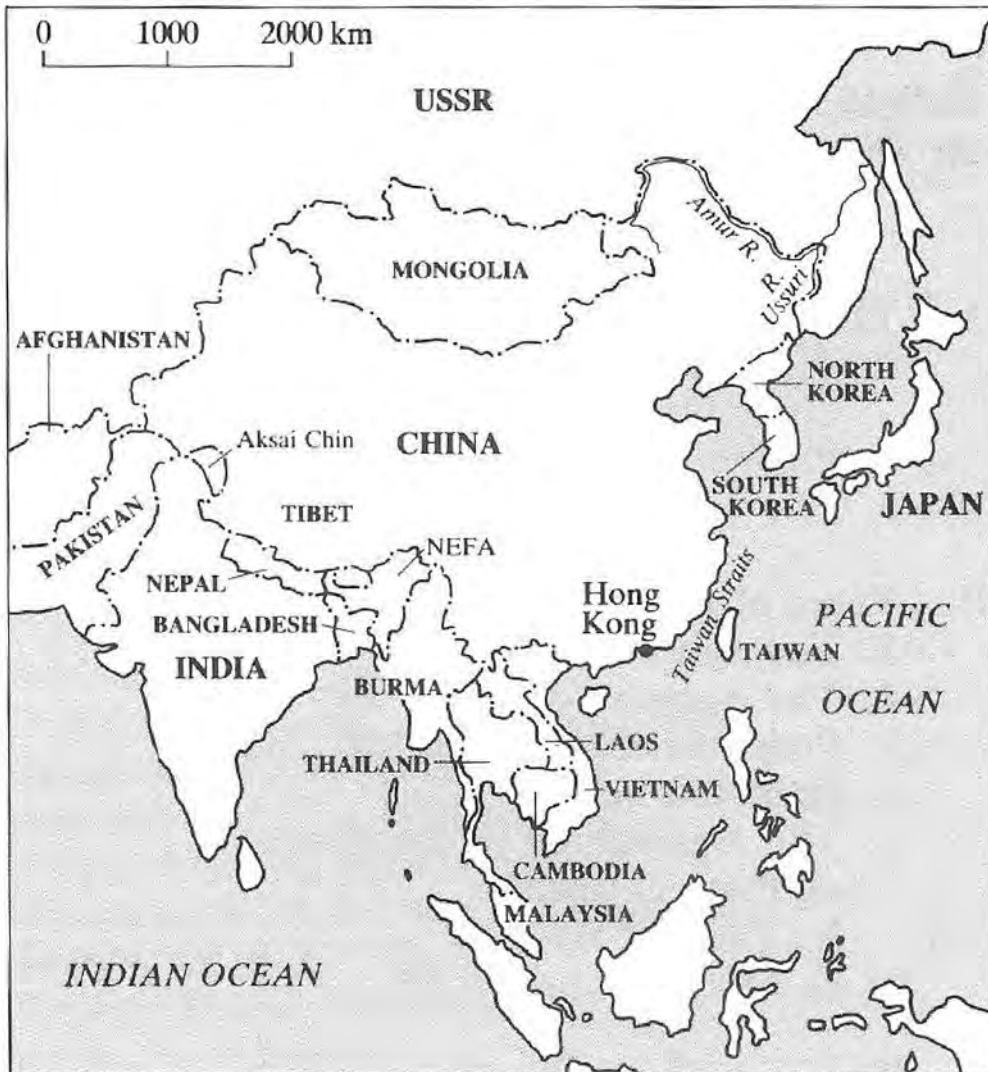 0 1000 2000 km
USSR
Amur R.
R.
Ussuri
MONGOLIA
AFGHANISTAN
NORTH
KOREA
Aksai Chin
CHINA
SOUTH
KOREA
JAPAN
TIBET
PAKISTAN
NEFA
NEPAL
Hong
Kong
Taiwan Straits
PACIFIC
BANGLADESH
INDIA
TAIWAN
BURMA
OCEAN
LAOS
THAILAND
VIETNAM
CAMBODIA
MALAYSIA
INDIAN OCEAN